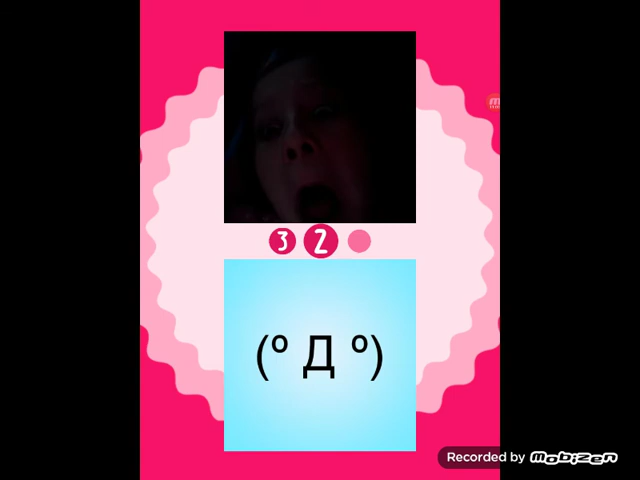 3 2
(º Д º)
Recorded by mobizen